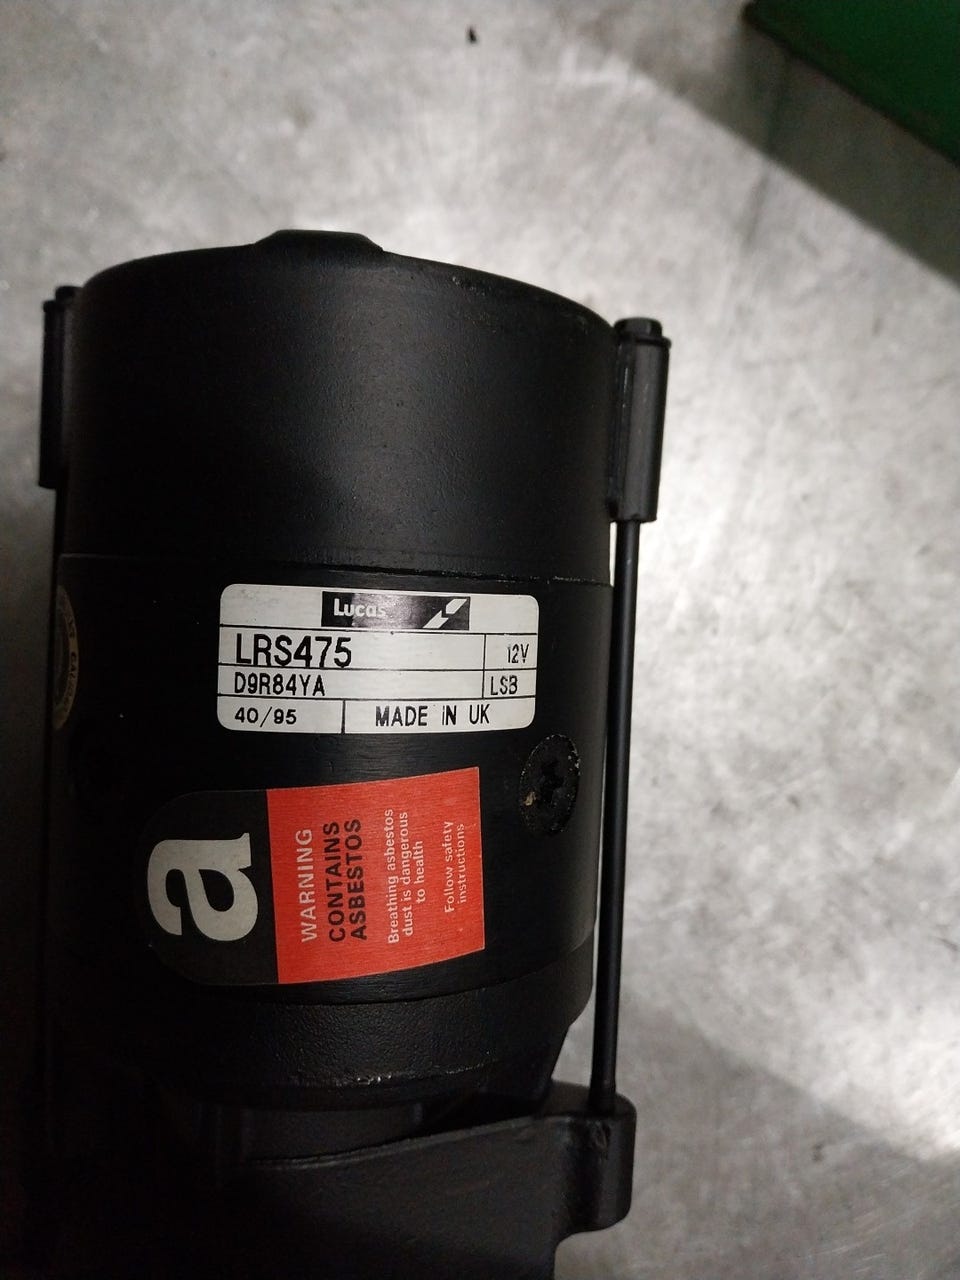 Lucas
LRS475 12V
D9R84YA LSB
40/95 MADE IN UK
a
WARNING
CONTAINS
ASBESTOS
Breathing asbestos
dust is dangerous
to health
Follow safety
instructions